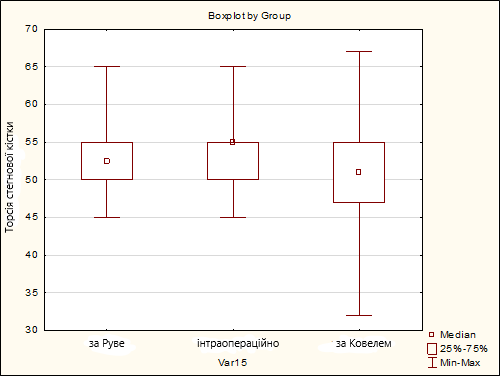 Boxplot by Group
70
65
60
55
50
45
40
35
30
Торсія стегнової кістки
за Руве
інтраопераційно
за Ковелем
Var15
Median
25%-75%
Min-Max